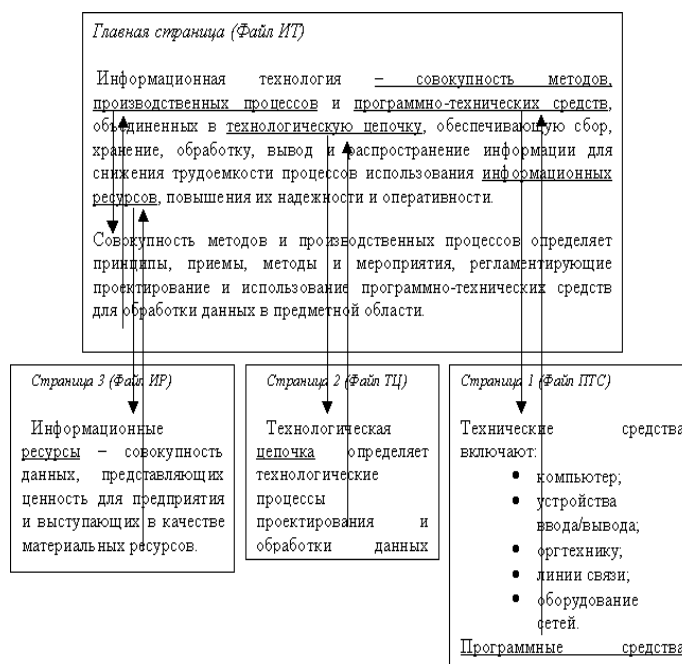 Главная страница (Файл ИТ)
Информационная технология – совокупность методов,
производственных процессов и программно-технических средств,
объединенных в технологическую цепочку, обеспечивающую сбор,
хранение, обработку, вывод и распространение информации для
снижения трудоемкости процессов использования информационных
ресурсов, повышения их надежности и оперативности.
Совокупность методов и производственных процессов определяет
принципы, приемы, методы и мероприятия, регламентирующие
проектирование и использование программно-технических средств
для обработки данных в предметной области.
Страница 3 (Файл ИР)
Информационные
ресурсы – совокупность
данных, представляющих
ценность для предприятия
и выступающих в качестве
материальных ресурсов.
Страница 2 (Файл ТЦ)
Технологическая
цепочка определяет
технологические
процессы
проектирования и
обработки данных
Страница 1 (Файл ПТС)
Технические средства
включают:
• компьютер;
• устройства
ввода/вывода;
• оргтехнику;
• линии связи;
• оборудование
сетей.
Программные средства